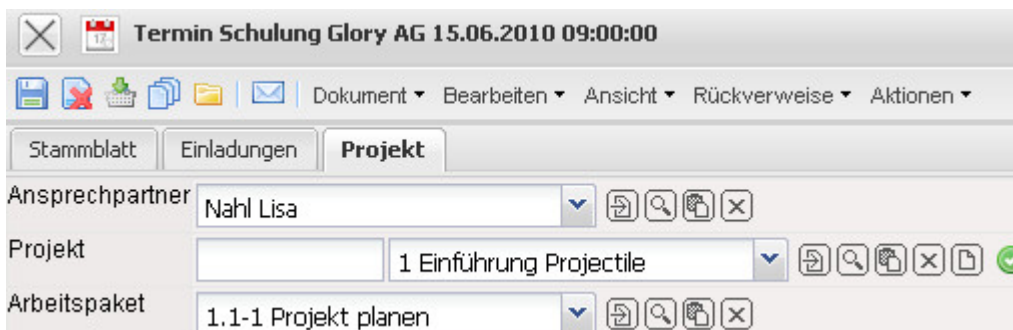 Termin Schulung Glory AG 15.06.2010 09:00:00
Dokument Bearbeiten Ansicht Rückverweise Aktionen
Stammblatt Einladungen Projekt
Ansprechpartner Nahl Lisa
Projekt 1 Einführung Projectile
Arbeitspaket 1.1-1 Projekt planen